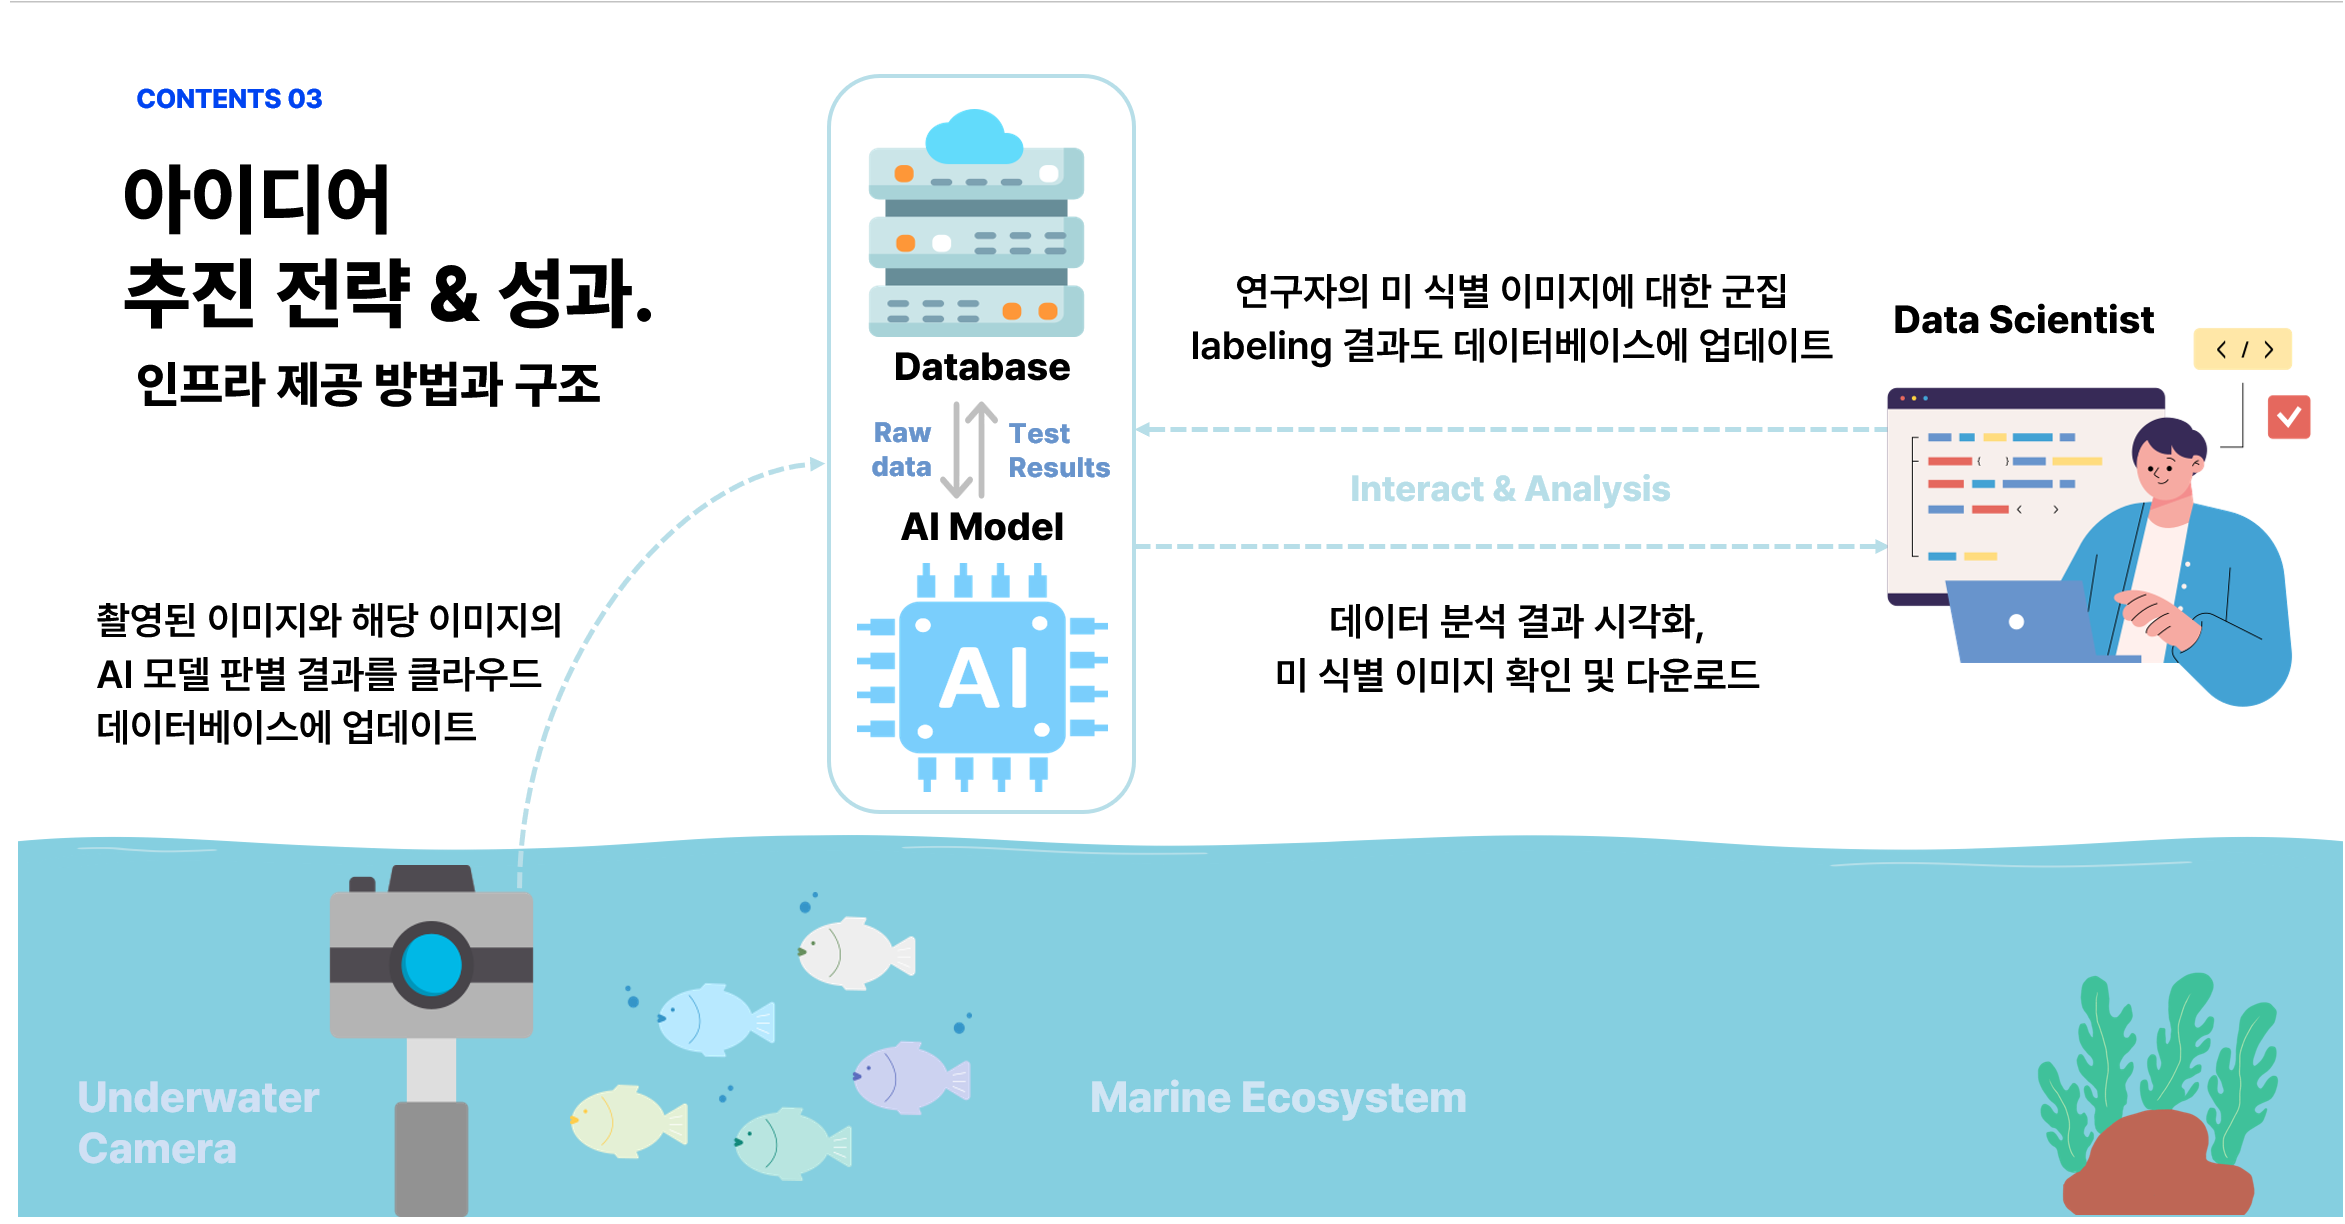 CONTENTS 03
아이디어
추진 전략 & 성과.
인프라 제공 방법과 구조
촬영된 이미지와 해당 이미지의
AI 모델 판별 결과를 클라우드
데이터베이스에 업데이트
Database
Raw
data
Test
Results
AI Model
AI
연구자의 미 식별 이미지에 대한 군집
labeling 결과도 데이터베이스에 업데이트
Interact & Analysis
데이터 분석 결과 시각화,
미 식별 이미지 확인 및 다운로드
Data Scientist
< / >
{ }
< >
Underwater
Camera
Marine Ecosystem